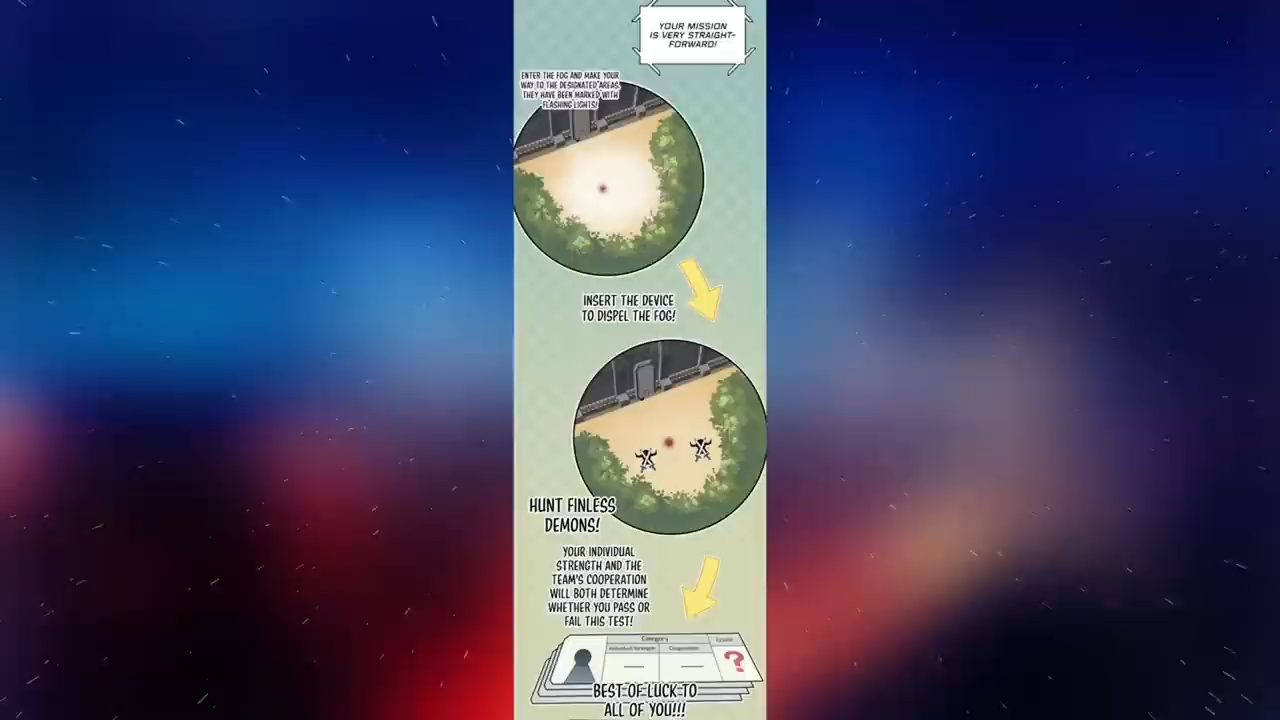 YOUR MISSION
IS VERY STRAIGHT-
FORWARD!
ENTER THE FOG AND MAKE YOUR
WAY TO THE DESIGNATED AREAS.
THEY HAVE BEEN MARKED WITH
FLASHING LIGHTS!
INSERT THE DEVICE
TO DISPEL THE FOG!
HUNT FINLESS
DEMONS!
YOUR INDIVIDUAL
STRENGTH AND THE
TEAM'S COOPERATION
WILL BOTH DETERMINE
WHETHER YOU PASS OR
FAIL THIS TEST!
Category
Individual Strength Cooperation
?
BEST OF LUCK TO
ALL OF YOU!!!